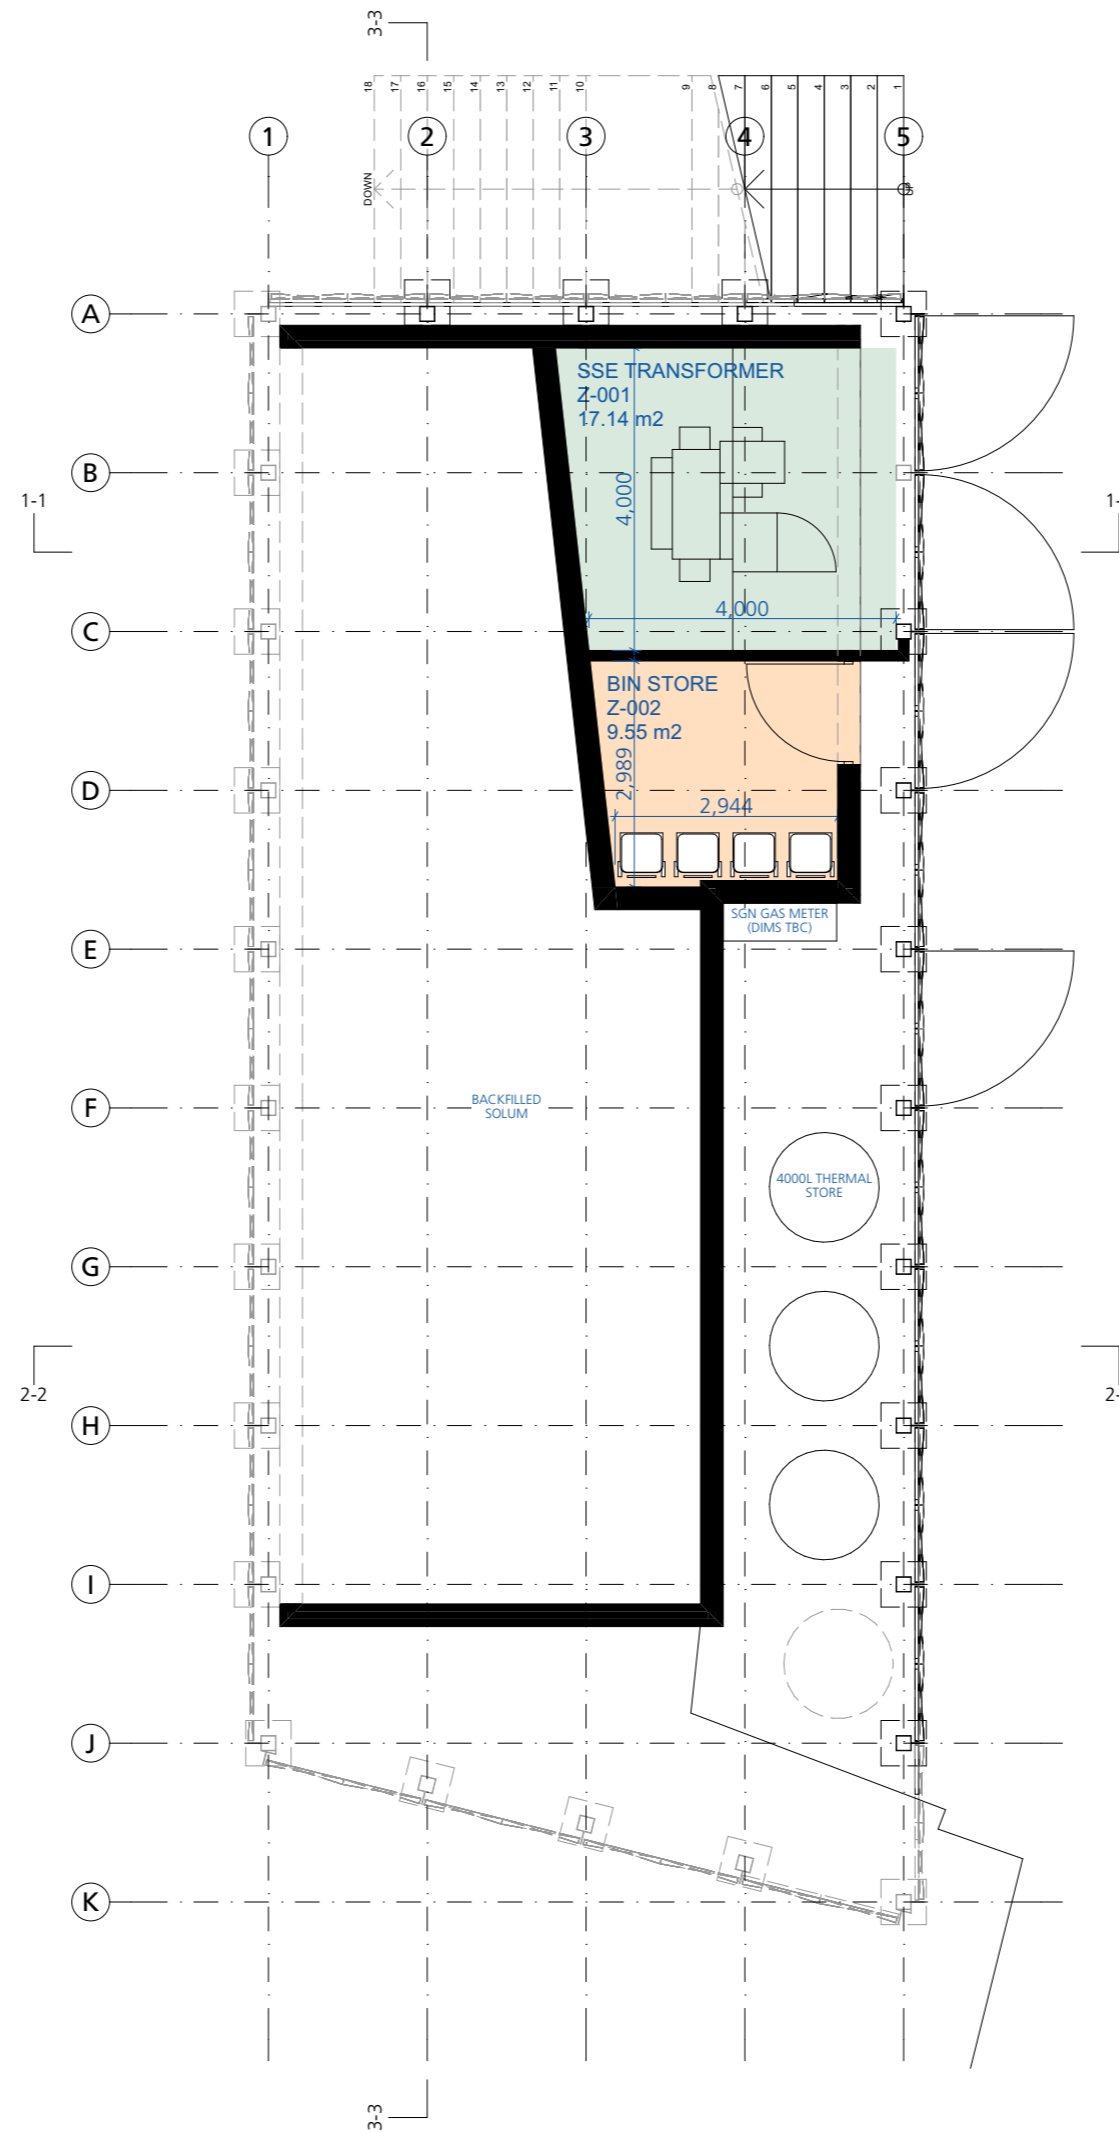 3-3
18 17 16 15 14 13 12 11 10 9 8 7 6 5 4 3 2 1
1 2 3 4 5
DOWN
A
SSE TRANSFORMER
Z-001
17.14 m2
B
4,000
1-1
1-
C
4,000
BIN STORE
Z-002
9.55 m2
2,989
D
2,944
SGN GAS METER
(DIMS TBC)
E
BACKFILLED
SOLUM
F
4000L THERMAL
STORE
G
2-2
2-
H
I
J
K
3-3